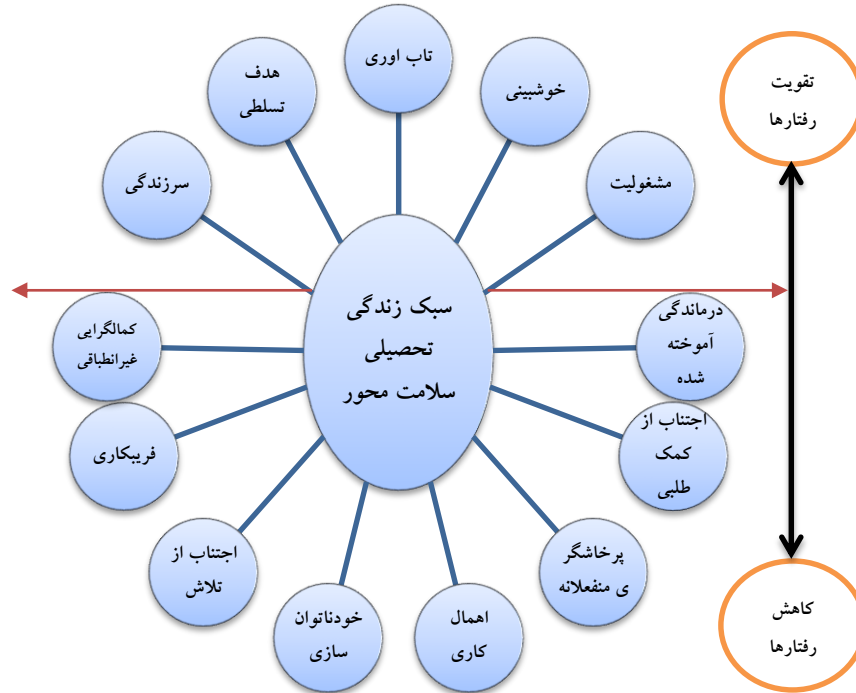 تاب اوری
هدف
تسلطی
خوشبینی
تقویت
رفتارها
سرزندگی
مشغولیت
سبک زندگی
تحصیلی
سلامت محور
کمالگرایی
غیرانطباقی
درماندگی
آموخته
شده
فریبکاری
اجتناب از
کمک
طلبی
اجتناب از
تلاش
پرخاشگر
ی منفعلانه
خودناتوان
سازی
اهمال
کاری
کاهش
رفتارها